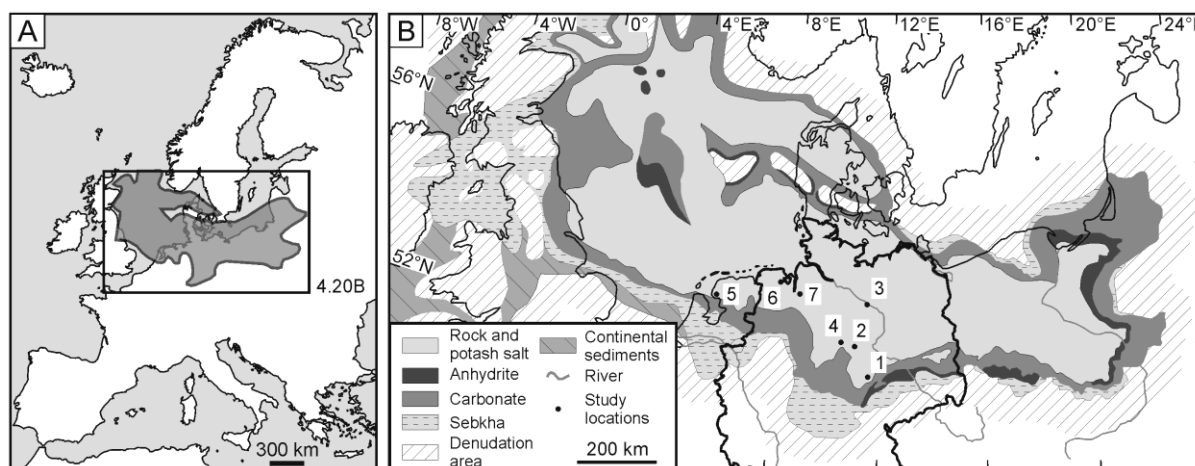 A
4.20B
300 km
B
8°W
4°W
0°
4°E
8°E
12°E
16°E
20°E
24°E
56°N
52°N
5
6
7
3
4
2
1
Rock and
potash salt
Anhydrite
Carbonate
Sebkha
Denudation
area
Continental
sediments
River
Study
locations
200 km